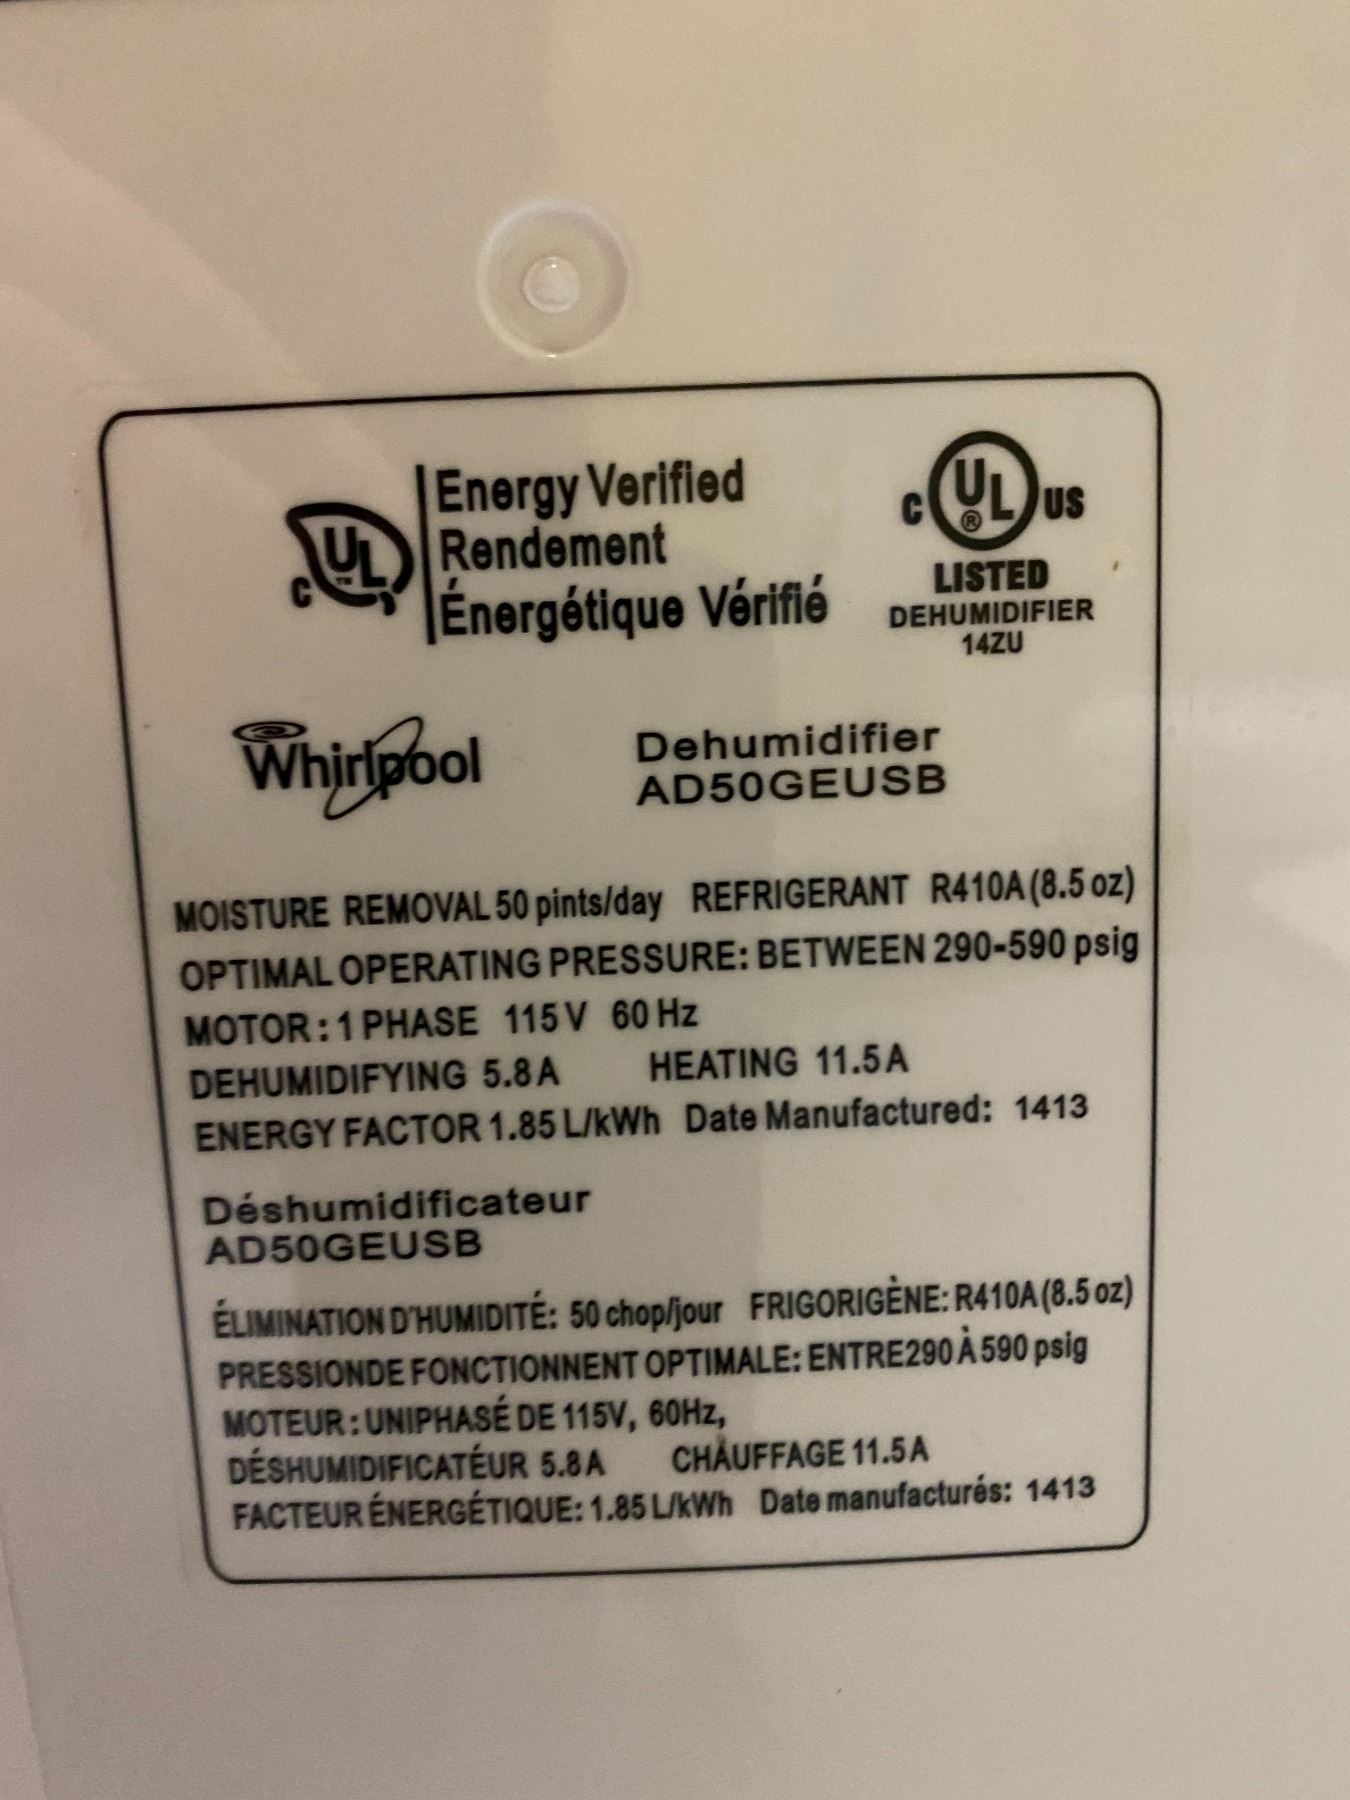 Energy Verified
Rendement
Énergétique Vérifié
C UL ™
C UL ® US
LISTED
DEHUMIDIFIER
14ZU
Whirlpool
Dehumidifier
AD50GEUSB
MOISTURE REMOVAL 50 pints/day REFRIGERANT R410A (8.5 oz)
OPTIMAL OPERATING PRESSURE: BETWEEN 290-590 psig
MOTOR: 1 PHASE 115 V 60 Hz
DEHUMIDIFYING 5.8 A HEATING 11.5 A
ENERGY FACTOR 1.85 L/kWh Date Manufactured: 1413
Déshumidificateur
AD50GEUSB
ÉLIMINATION D'HUMIDITÉ: 50 chop/jour FRIGORIGÈNE: R410A (8.5 oz)
PRESSIONDE FONCTIONNENT OPTIMALE: ENTRE290 À 590 psig
MOTEUR: UNIPHASÉ DE 115V, 60Hz,
DÉSHUMIDIFICATÉUR 5.8 A CHAUFFAGE 11.5 A
FACTEUR ÉNERGÉTIQUE: 1.85 L/kWh Date manufacturés: 1413